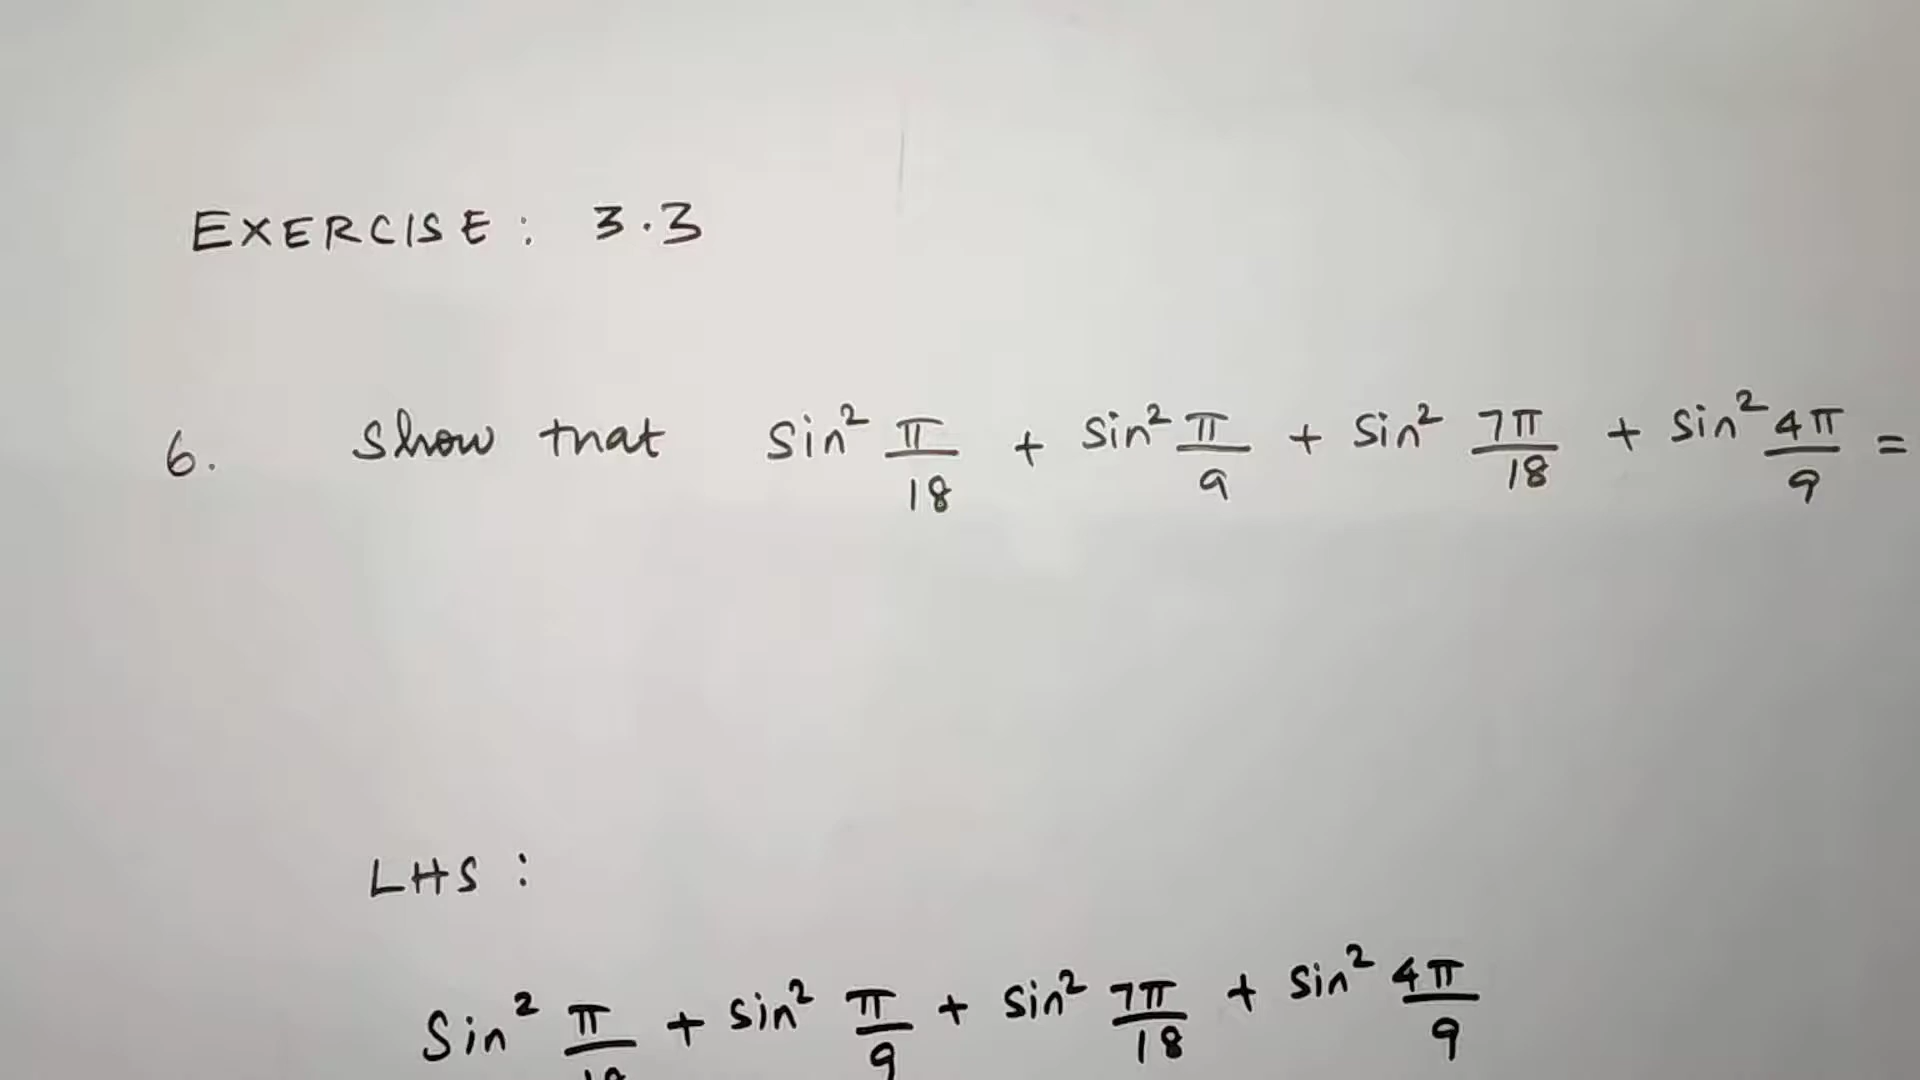 EXERCISE: 3.3
6. Show that sin² π/18 + sin² π/9 + sin² 7π/18 + sin² 4π/9 =
LHS :
Sin² π/18 + sin² π/9 + sin² 7π/18 + sin² 4π/9